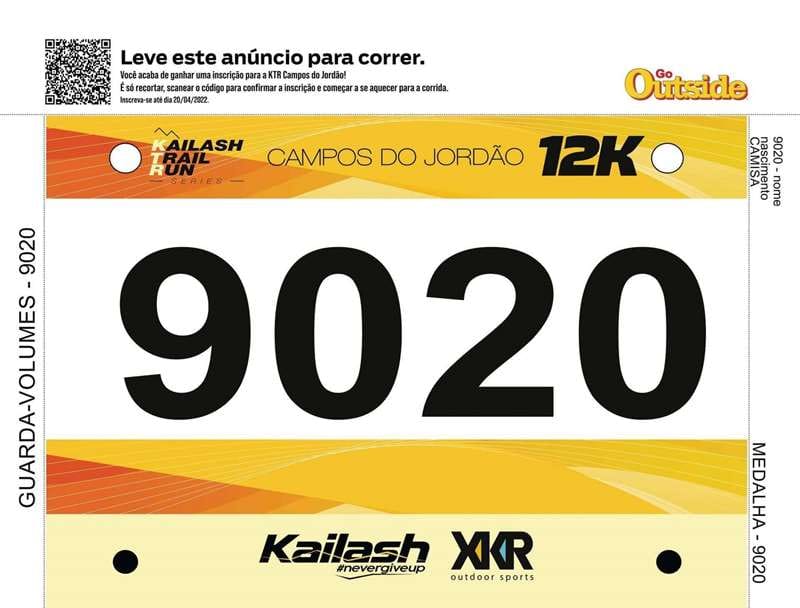 Leve este anúncio para correr.
Você acaba de ganhar uma inscrição para a KTR Campos do Jordão!
É só recortar, scanear o código para confirmar a inscrição e começar a se aquecer para a corrida.
Inscreva-se até dia 20/04/2022.
Go
Outside
KAILASH
TRAIL
RUN
SERIES
CAMPOS DO JORDÃO
12K
9020 - nome
nascimento
CAMISA
GUARDA-VOLUMES - 9020
9020
MEDALHA - 9020
Kailash
#nevergiveup
XKR
outdoor sports